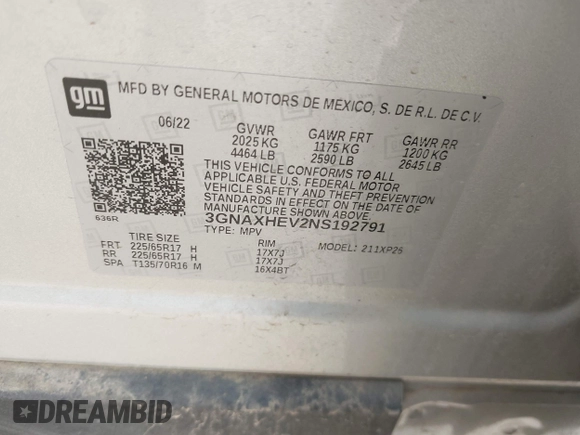 gm
MFD BY GENERAL MOTORS DE MEXICO, S. DE R.L. DE C.V.
06/22 GVWR GAWR FRT GAWR RR
2025 KG 1175 KG 1200 KG
4464 LB 2590 LB 2645 LB
THIS VEHICLE CONFORMS TO ALL
APPLICABLE U.S. FEDERAL MOTOR
VEHICLE SAFETY AND THEFT PREVENTION
STANDARDS IN EFFECT ON THE DATE
OF MANUFACTURE SHOWN ABOVE.
636R
3GNAXHEV2NS192791
TYPE: MPV
TIRE SIZE RIM MODEL: 211XP26
FRT 225/65R17 H 17X7J
RR 225/65R17 H 17X7J
SPA T135/70R16 M 16X4BT
DREAMBID